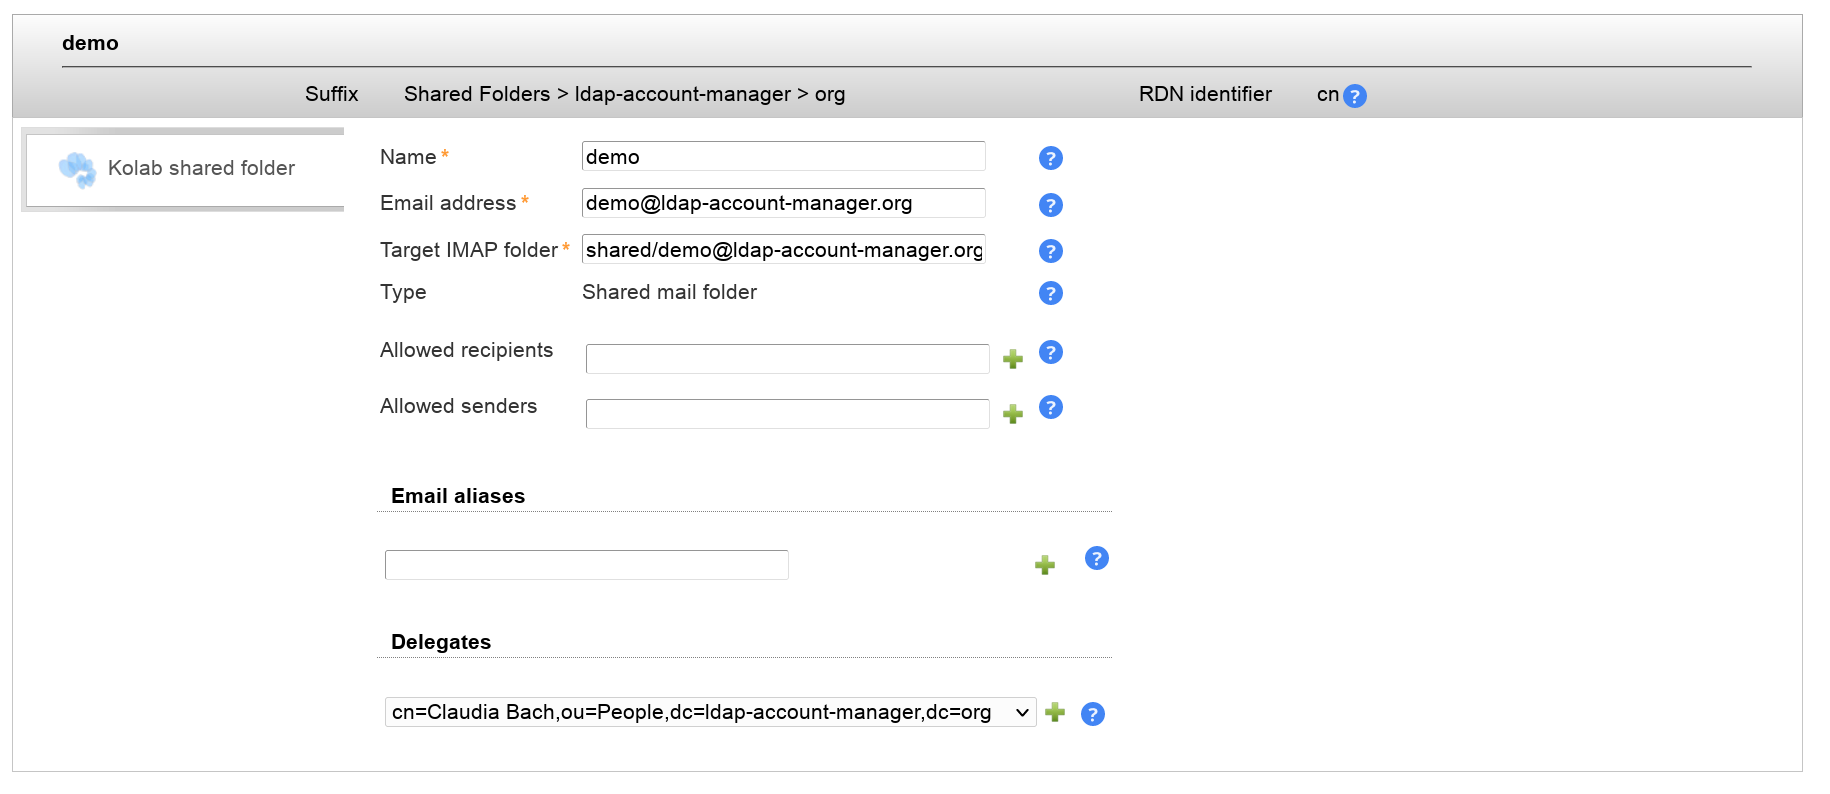 demo
Suffix Shared Folders > ldap-account-manager > org RDN identifier cn ?
Kolab shared folder
Name * demo ?
Email address * demo@ldap-account-manager.org ?
Target IMAP folder * shared/demo@ldap-account-manager.org ?
Type Shared mail folder ?
Allowed recipients ?
Allowed senders ?
Email aliases
?
Delegates
cn=Claudia Bach,ou=People,dc=ldap-account-manager,dc=org ?